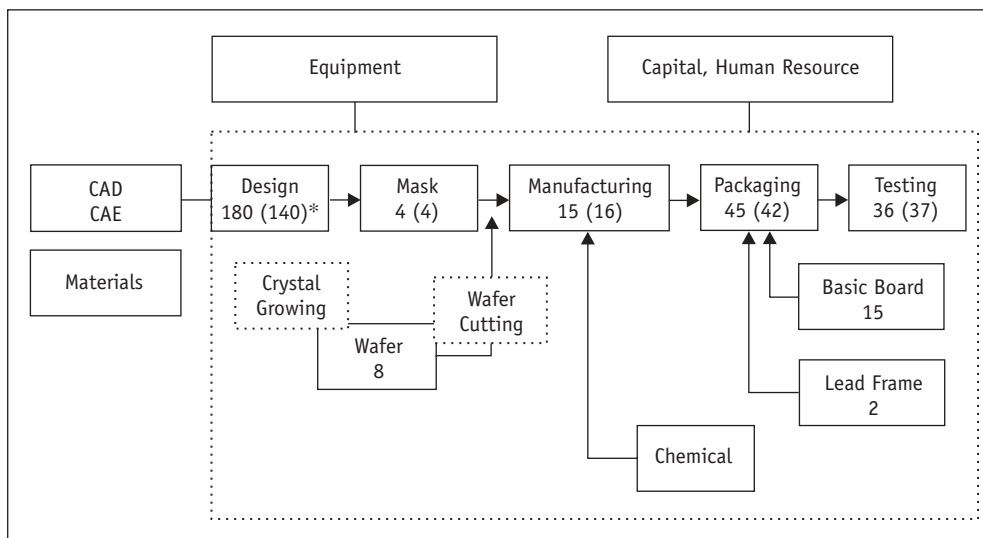 Equipment
Capital, Human Resource
CAD
CAE
Design
180 (140)*
Mask
4 (4)
Manufacturing
15 (16)
Packaging
45 (42)
Testing
36 (37)
Materials
Crystal
Growing
Wafer
Cutting
Wafer
8
Basic Board
15
Lead Frame
2
Chemical